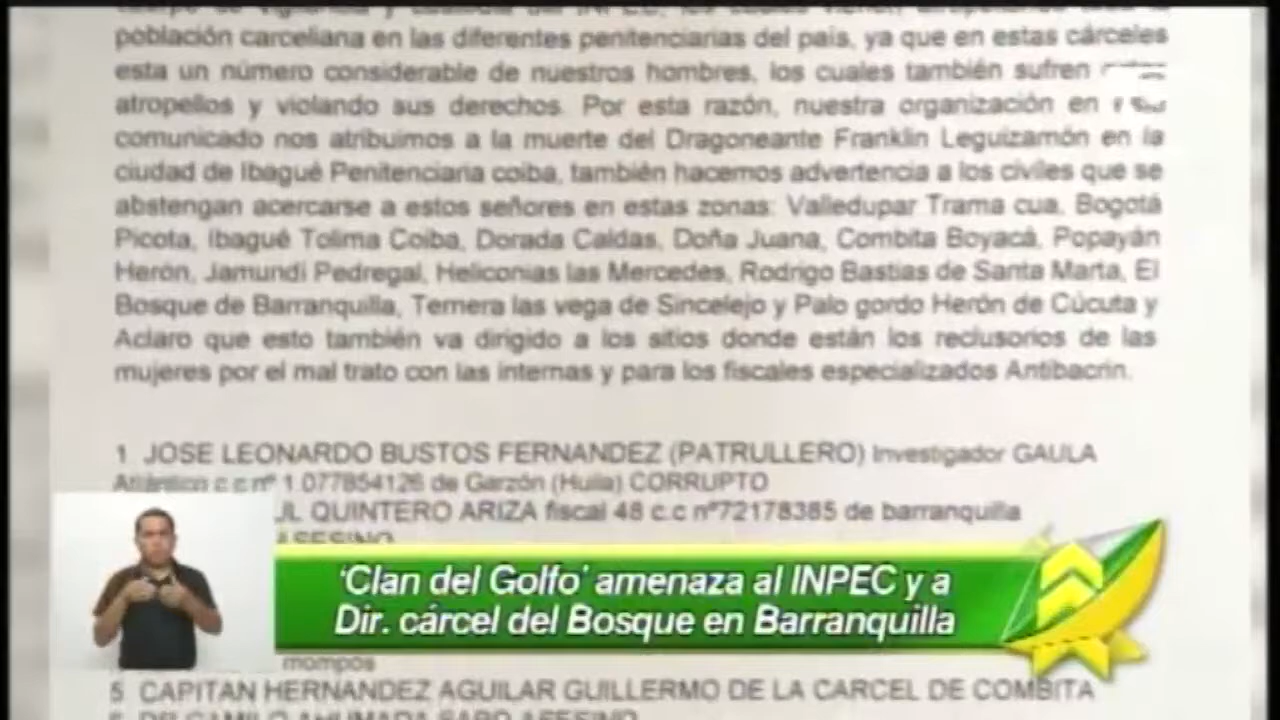 población carceliana en las diferentes penitenciarias del país, ya que en estas cárceles
esta un número considerable de nuestros hombres, los cuales también sufren
atropellos y violando sus derechos. Por esta razón, nuestra organización en
comunicado nos atribuimos a la muerte del Dragoneante Franklin Leguizamón en la
ciudad de Ibagué Penitenciaria coiba, también hacemos advertencia a los civiles que se
abstengan acercarse a estos señores en estas zonas: Valledupar Trama cua, Bogotá
Picota, Ibagué Tolima Coiba, Dorada Caldas, Doña Juana, Combita Boyacá, Popayán
Herón, Jamundi Pedregal, Heliconias las Mercedes, Rodrigo Bastias de Santa Marta, El
Bosque de Barranquilla, Ternera las vega de Sincelejo y Palo gordo Herón de Cúcuta y
Aclaro que esto también va dirigido a los sitios donde están los reclusorios de las
mujeres por el mal trato con las internas y para los fiscales especializados Antibacrin.
1. JOSE LEONARDO BUSTOS FERNANDEZ (PATRULLERO) Investigador GAULA
Atlántico c.c nº 1.077854126 de Garzón (Huila) CORRUPTO
QUINTERO ARIZA fiscal 48 c.c nº72178385 de barranquilla
'Clan del Golfo' amenaza al INPEC y a
Dir. cárcel del Bosque en Barranquilla
mompos
5. CAPITAN HERNANDEZ AGUILAR GUILLERMO DE LA CARCEL DE COMBITA